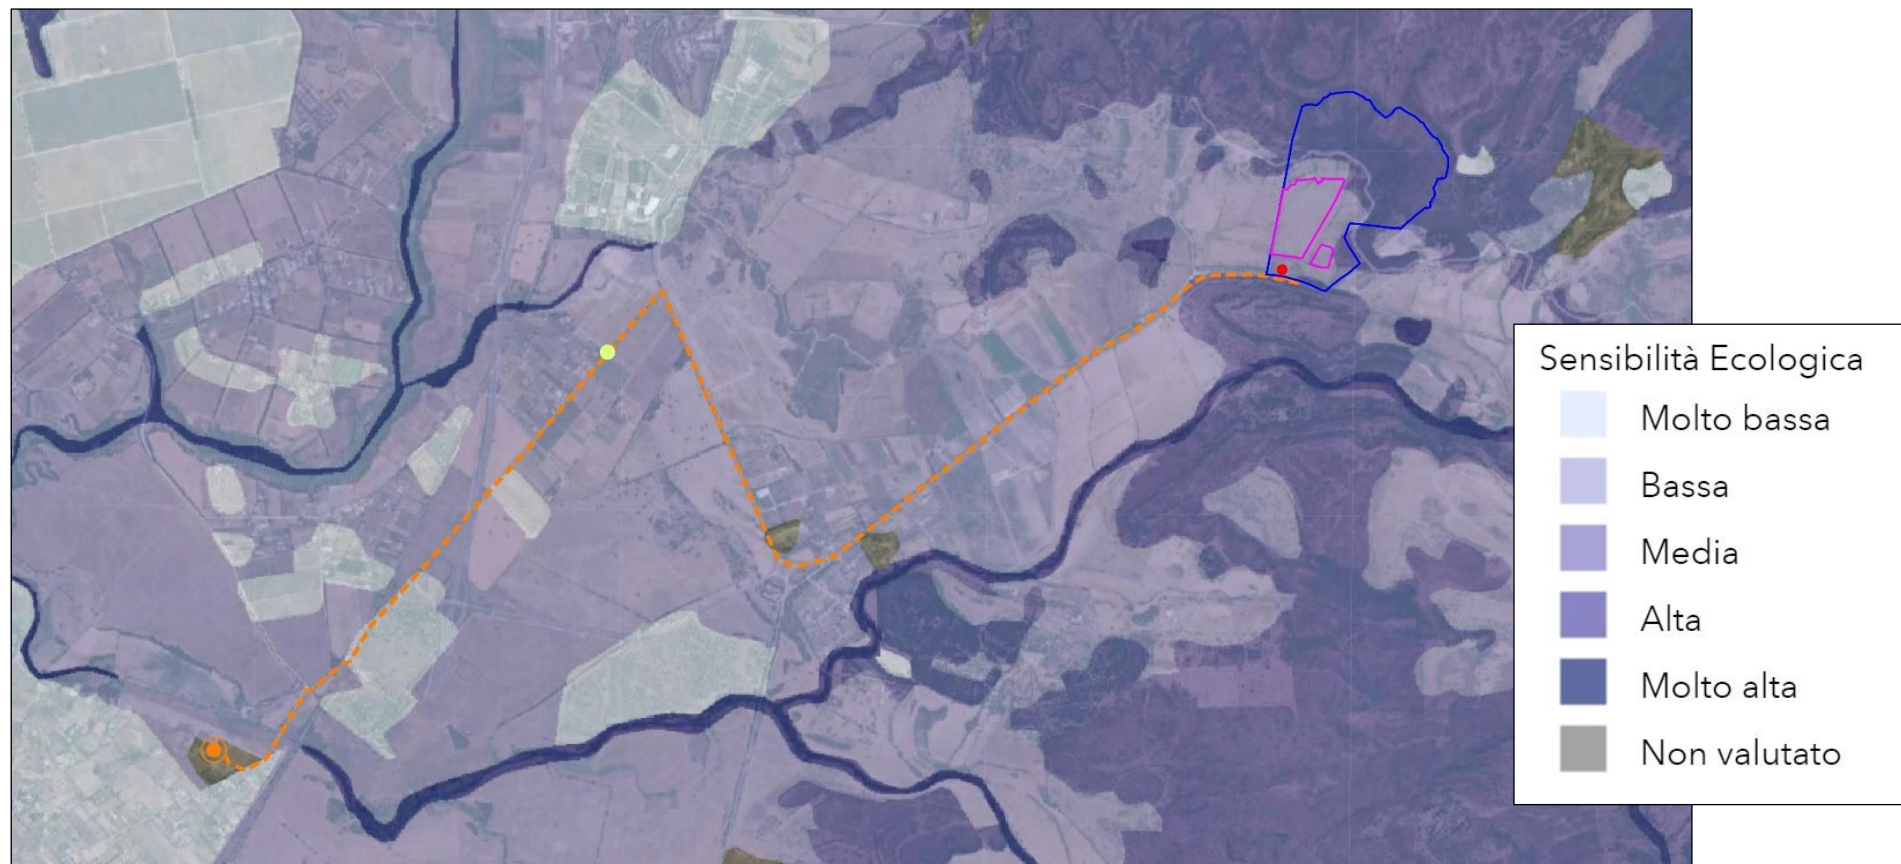 Sensibilità Ecologica
Molto bassa
Bassa
Media
Alta
Molto alta
Non valutato